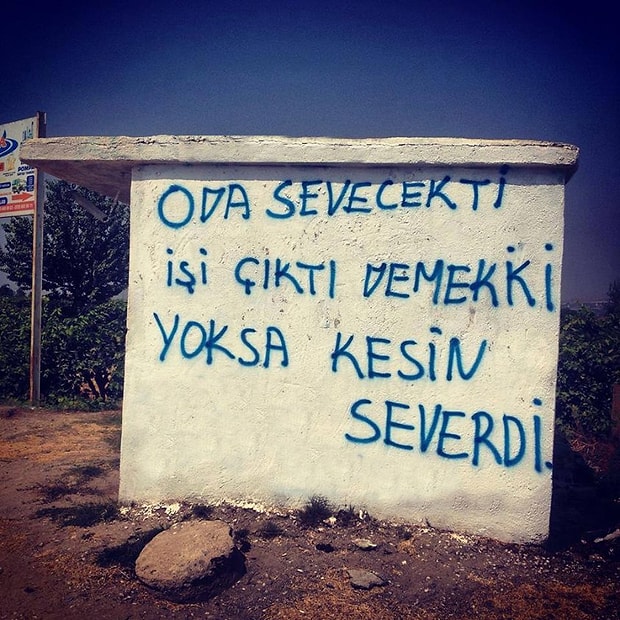 ODA SEVECEKTİ
İŞİ ÇIKTI DEMEKKİ
YOKSA KESİN
SEVERDİ.